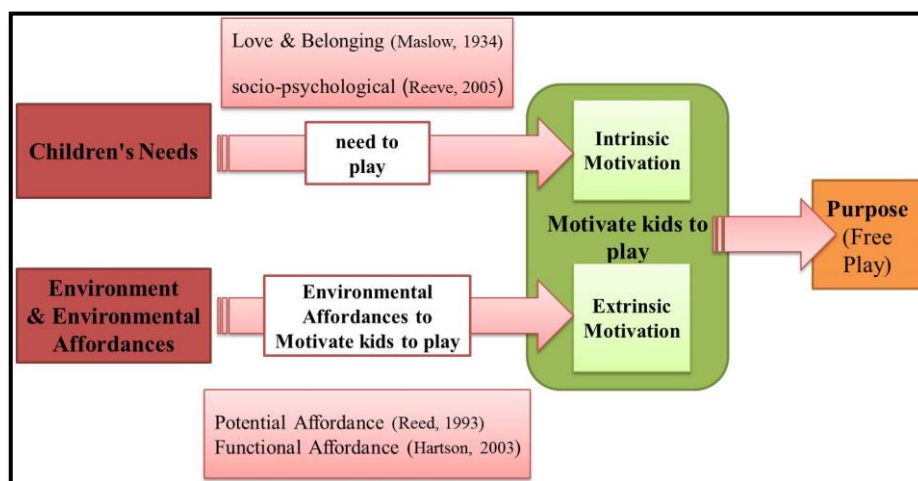 Love & Belonging (Maslow, 1934)
socio-psychological (Reeve, 2005)
Children's Needs
need to
play
Intrinsic
Motivation
Motivate kids to
play
Purpose
(Free
Play)
Environment
& Environmental
Affordances
Environmental
Affordances to
Motivate kids to play
Extrinsic
Motivation
Potential Affordance (Reed, 1993)
Functional Affordance (Hartson, 2003)